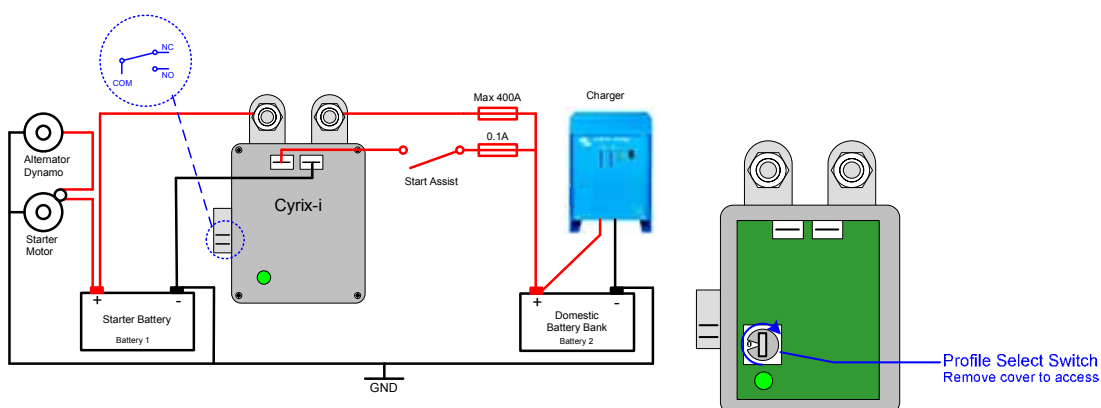 NC
NO
COM
Max 400A
Charger
0.1A
Alternator
Dynamo
Start Assist
Cyrix-i
Starter
Motor
+
-
Starter Battery
Battery 1
+
-
Domestic
Battery Bank
Battery 2
GND
0
Profile Select Switch
Remove cover to access